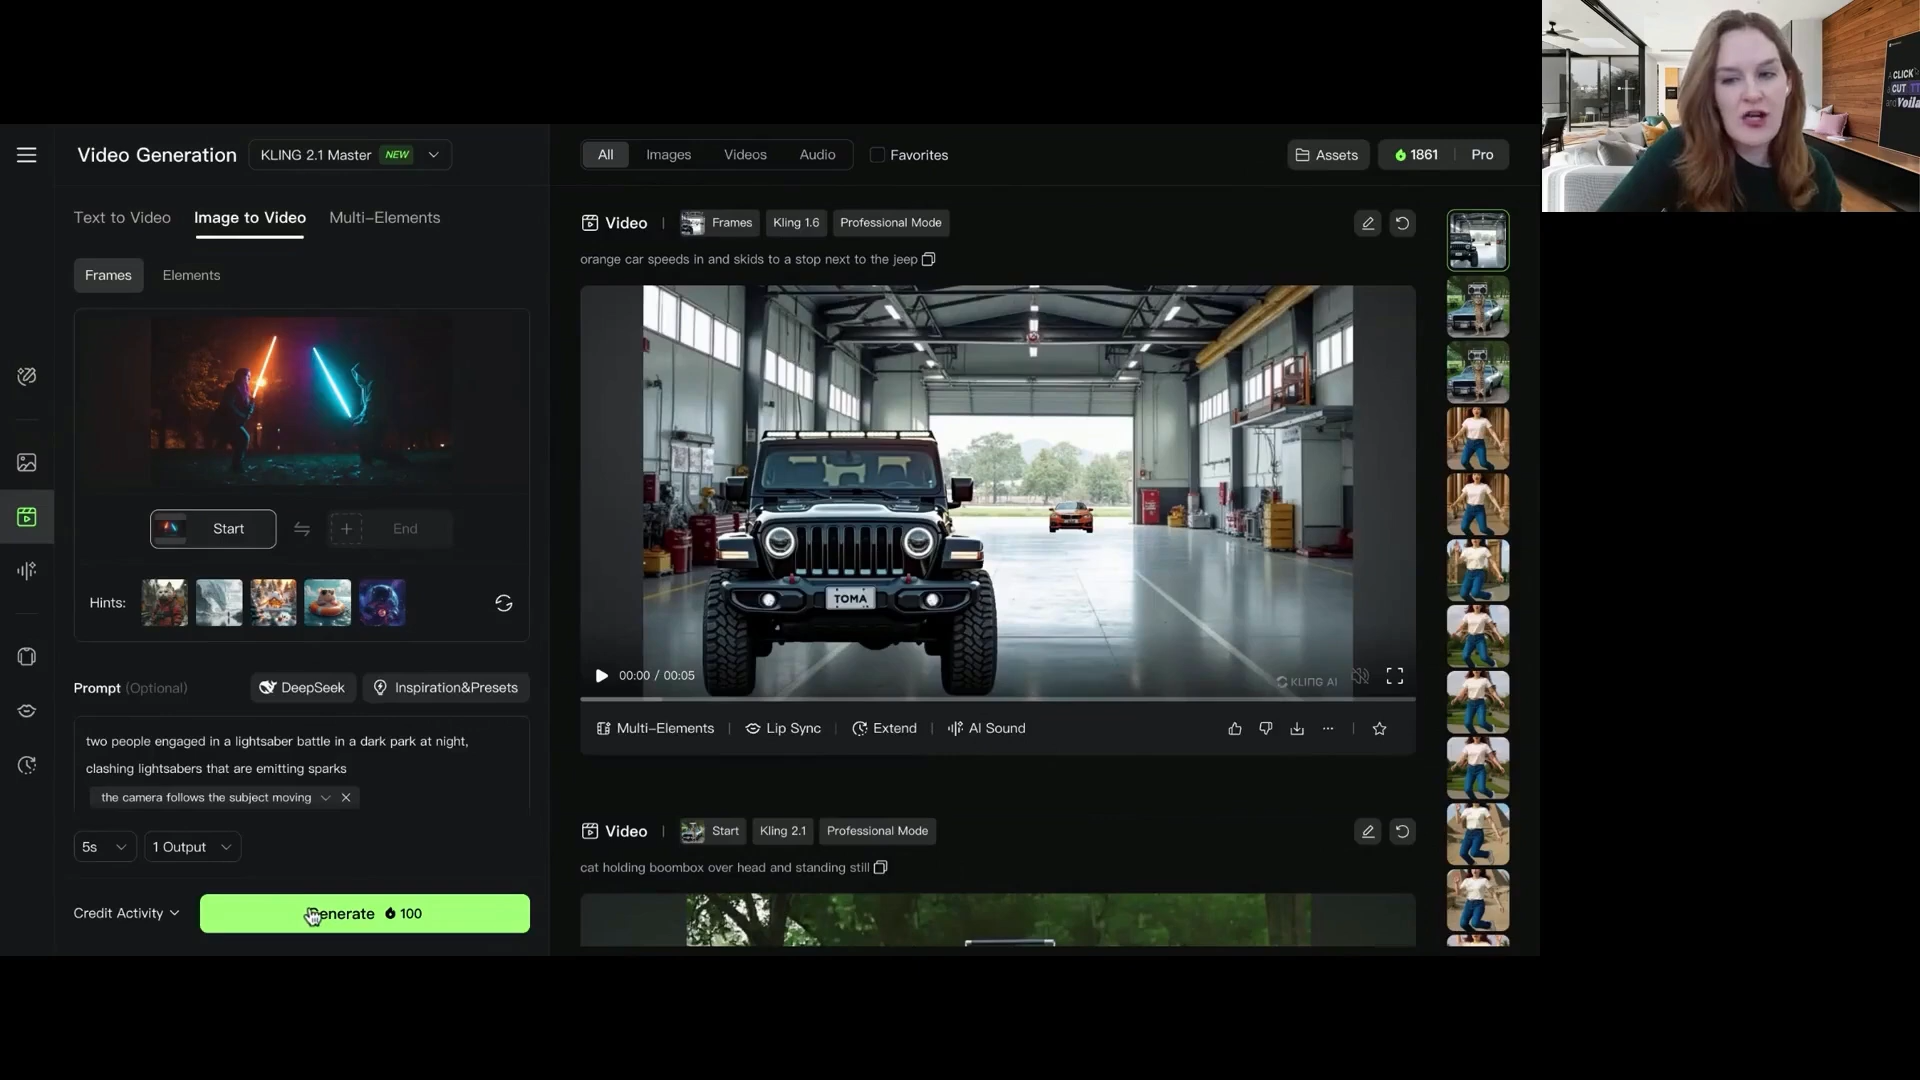 Video Generation
KLING 2.1 Master NEW
Text to Video
Image to Video
Multi-Elements
Frames
Elements
Start
End
Hints:
Prompt (Optional)
DeepSeek
Inspiration&Presets
two people engaged in a lightsaber battle in a dark park at night,
clashing lightsabers that are emitting sparks
the camera follows the subject moving
5s
1 Output
Credit Activity
Generate 100
All
Images
Videos
Audio
Favorites
Assets
1861
Pro
Video
Frames
Kling 1.6
Professional Mode
orange car speeds in and skids to a stop next to the jeep
TOMA
00:00 / 00:05
KLING AI
Multi-Elements
Lip Sync
Extend
AI Sound
Video
Start
Kling 2.1
Professional Mode
cat holding boombox over head and standing still
A CLICK
a CUT
and Voila